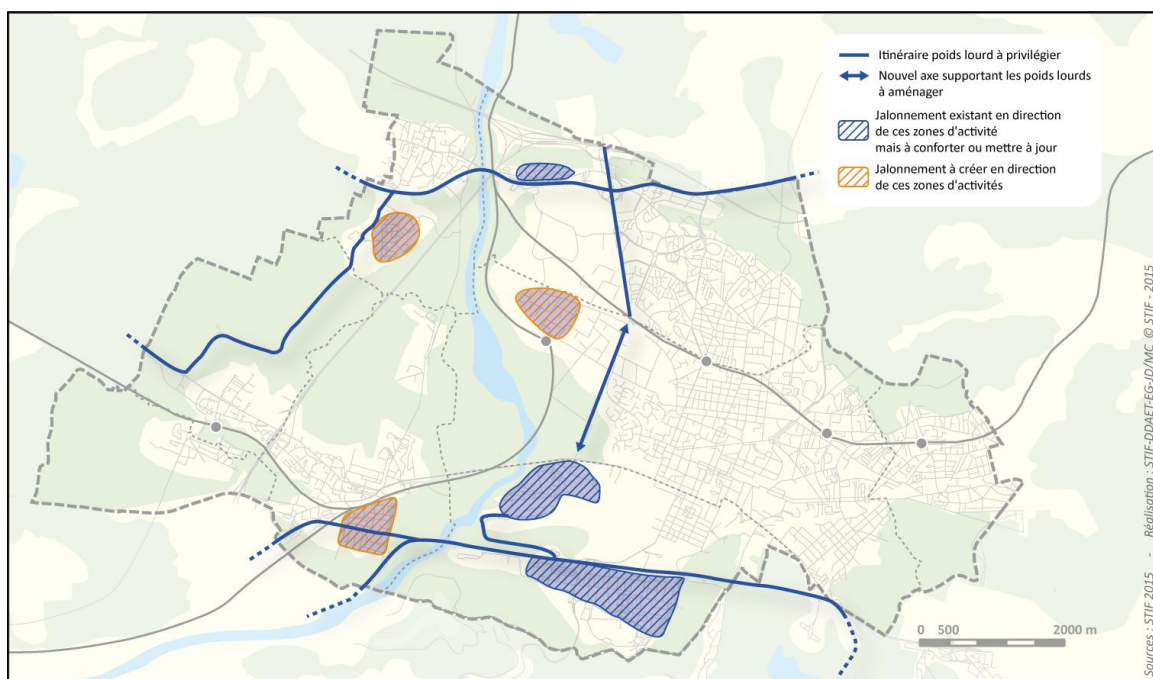 Itinéraire poids lourd à privilégier
Nouvel axe supportant les poids lourds
à aménager
Jalonnement existant en direction
de ces zones d'activité
mais à conforter ou mettre à jour
Jalonnement à créer en direction
de ces zones d'activités
0 500 2000 m
Sources : STIF 2015 - Réalisation : STIF-DDAET-EG-JD/MC © STIF - 2015